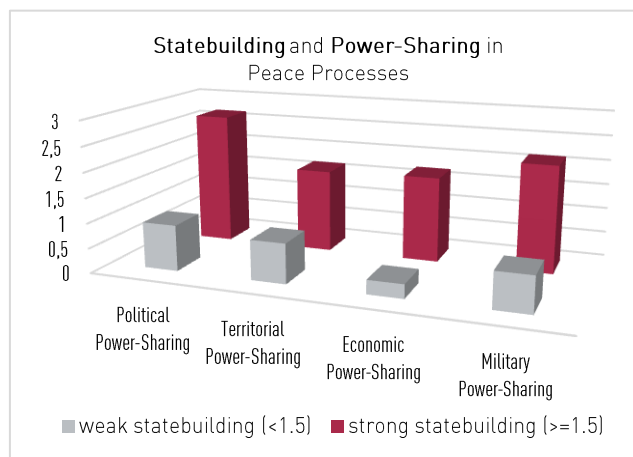 Statebuilding and Power-Sharing in
Peace Processes
3
2,5
2
1,5
1
0,5
0
Political
Power-Sharing
Territorial
Power-Sharing
Economic
Power-Sharing
Military
Power-Sharing
weak statebuilding (<1.5) strong statebuilding (>=1.5)